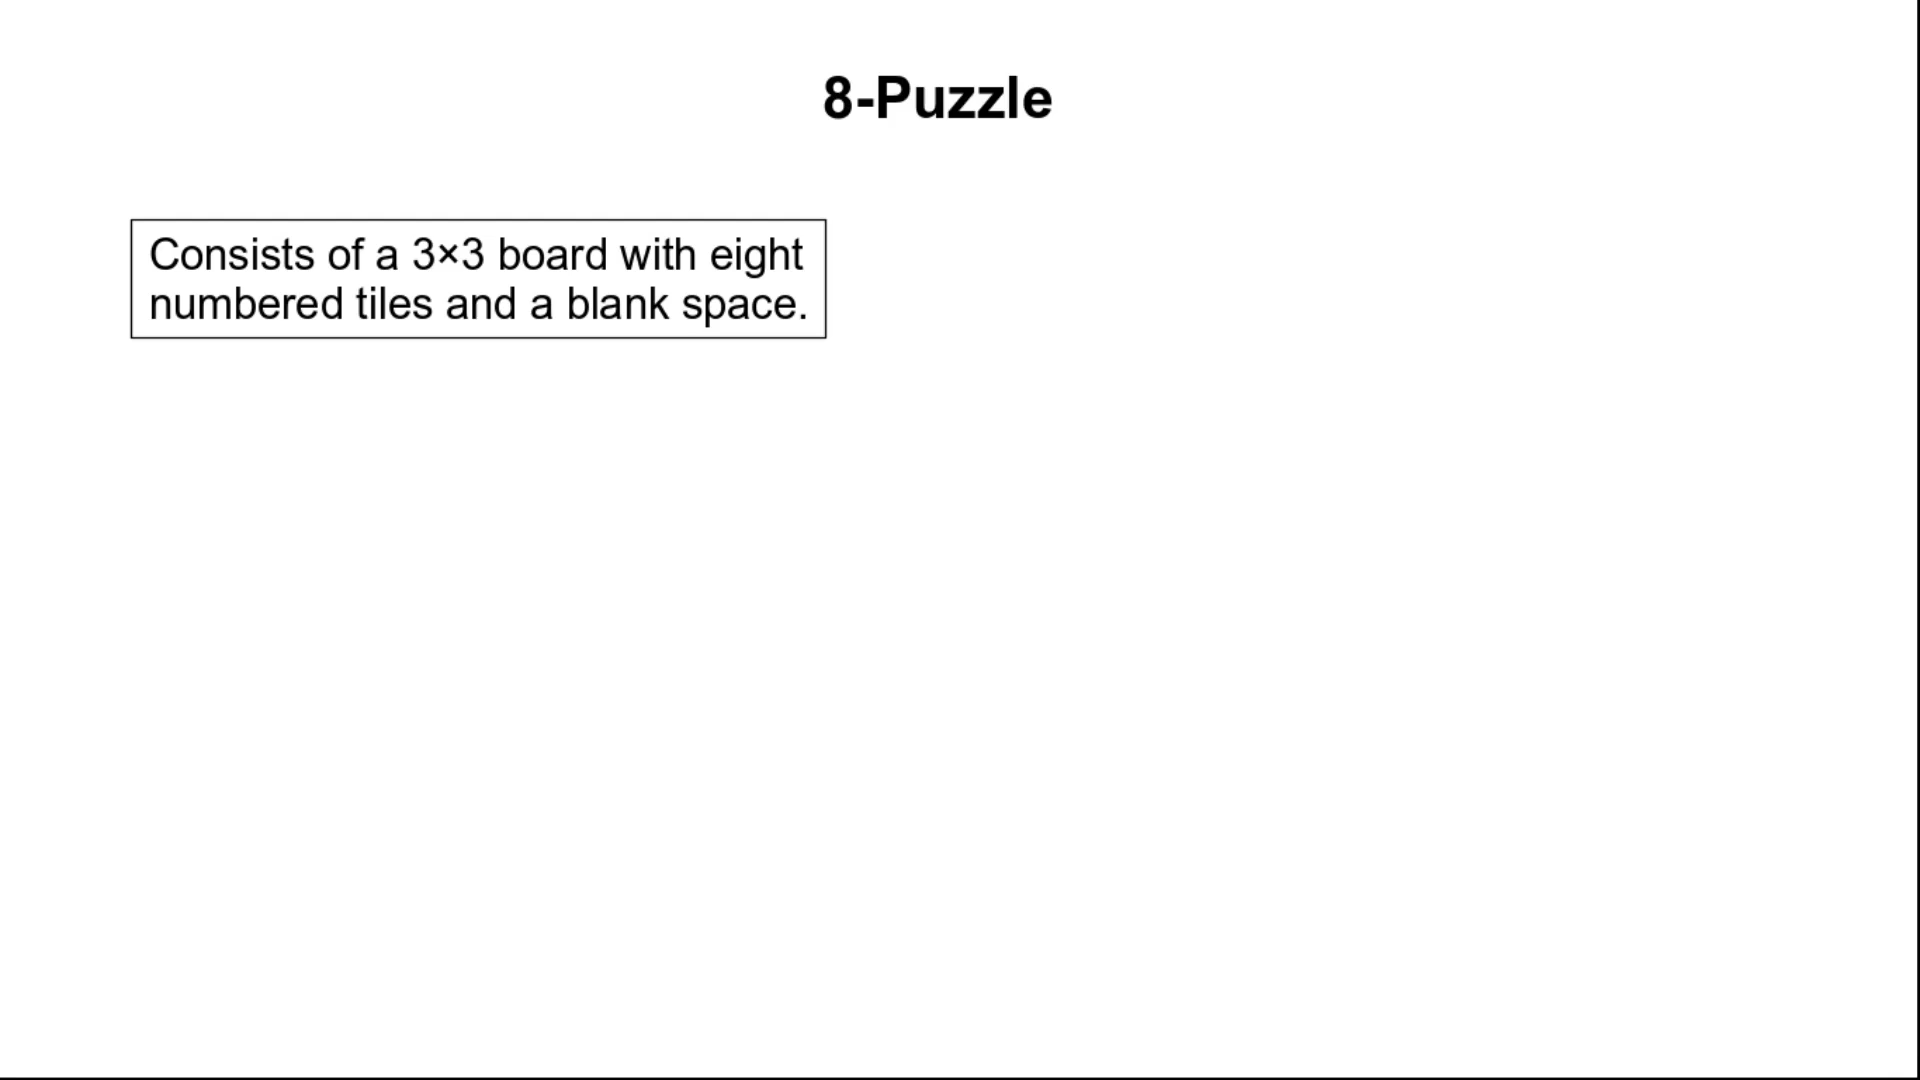 8-Puzzle
Consists of a 3×3 board with eight
numbered tiles and a blank space.